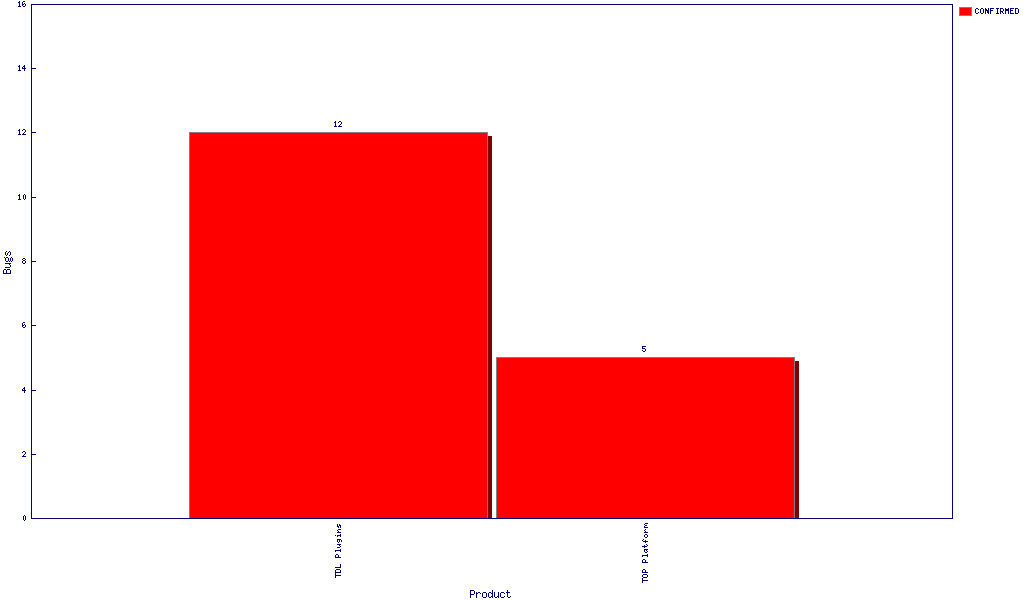 16
CONFIRMED
14
12
12
10
Bugs
8
6
5
4
2
0
TDL Plugins
TOP Platform
Product